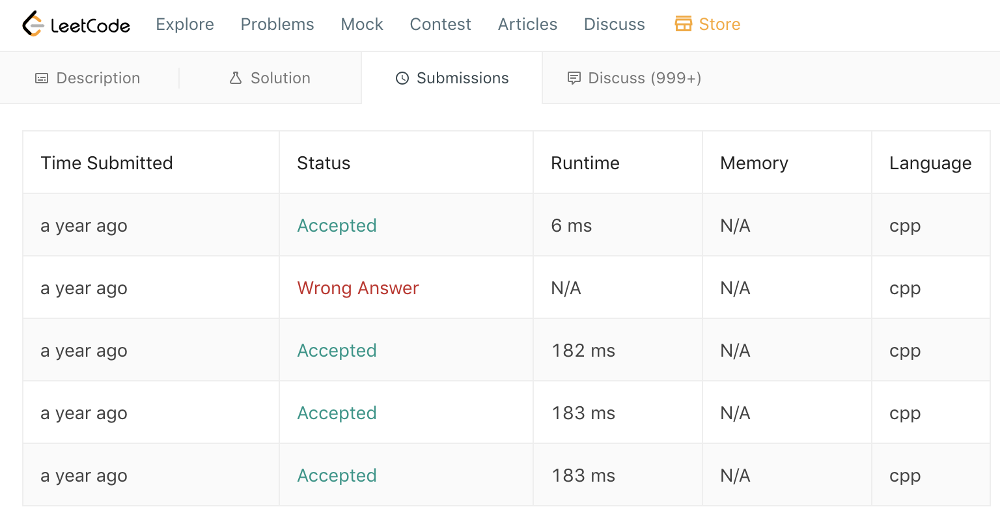 LeetCode Explore Problems Mock Contest Articles Discuss Store
Description Solution Submissions Discuss (999+)
Time Submitted Status Runtime Memory Language
a year ago Accepted 6 ms N/A cpp
a year ago Wrong Answer N/A N/A cpp
a year ago Accepted 182 ms N/A cpp
a year ago Accepted 183 ms N/A cpp
a year ago Accepted 183 ms N/A cpp